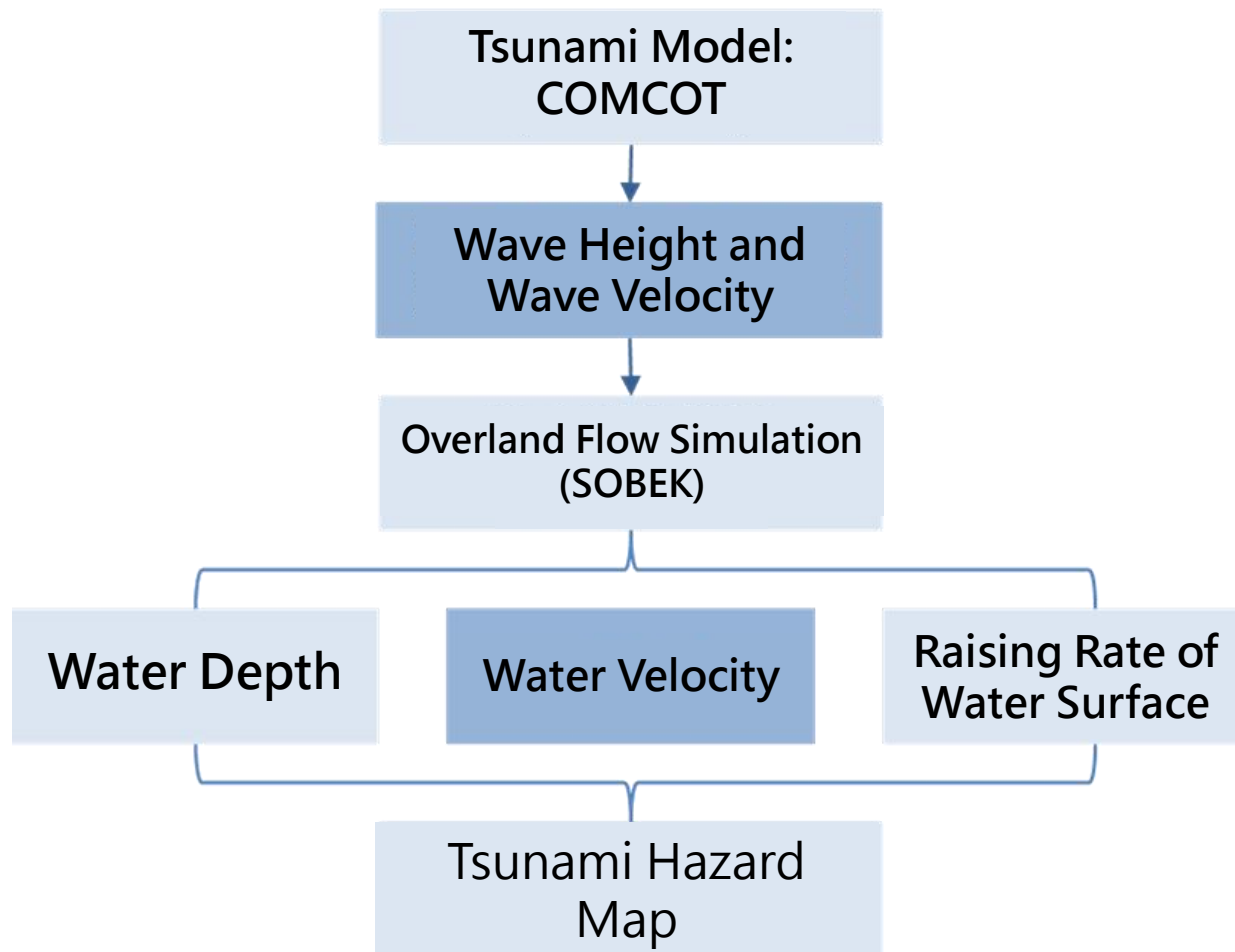 Tsunami Model:
COMCOT
Wave Height and
Wave Velocity
Overland Flow Simulation
(SOBEK)
Water Depth
Water Velocity
Raising Rate of
Water Surface
Tsunami Hazard
Map